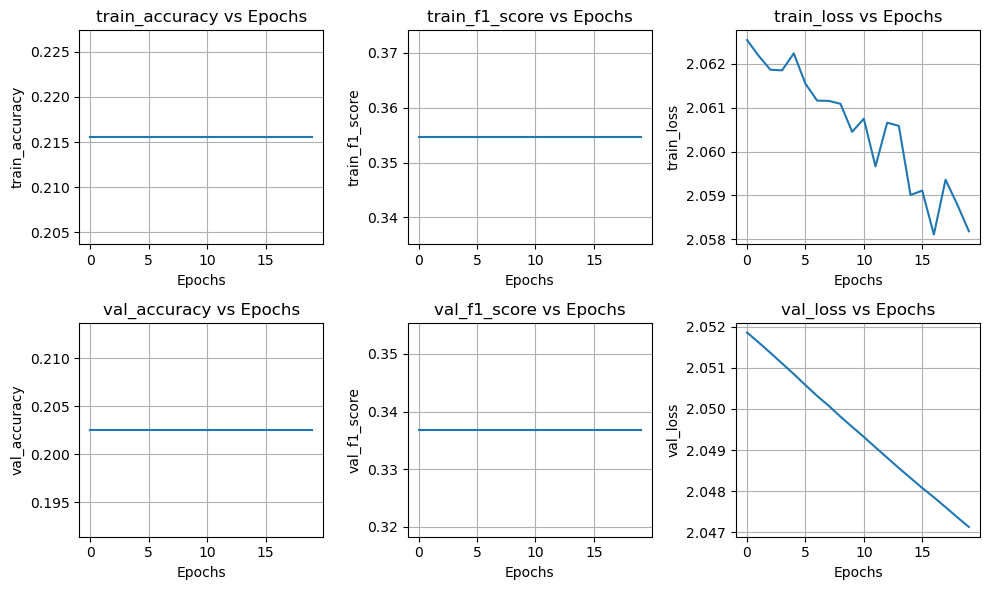 train_accuracy vs Epochs
train_accuracy
0.225
0.220
0.215
0.210
0.205
0 5 10 15
Epochs
train_f1_score vs Epochs
train_f1_score
0.37
0.36
0.35
0.34
0 5 10 15
Epochs
train_loss vs Epochs
train_loss
2.062
2.061
2.060
2.059
2.058
0 5 10 15
Epochs
val_accuracy vs Epochs
val_accuracy
0.210
0.205
0.200
0.195
0 5 10 15
Epochs
val_f1_score vs Epochs
val_f1_score
0.35
0.34
0.33
0.32
0 5 10 15
Epochs
val_loss vs Epochs
val_loss
2.052
2.051
2.050
2.049
2.048
2.047
0 5 10 15
Epochs